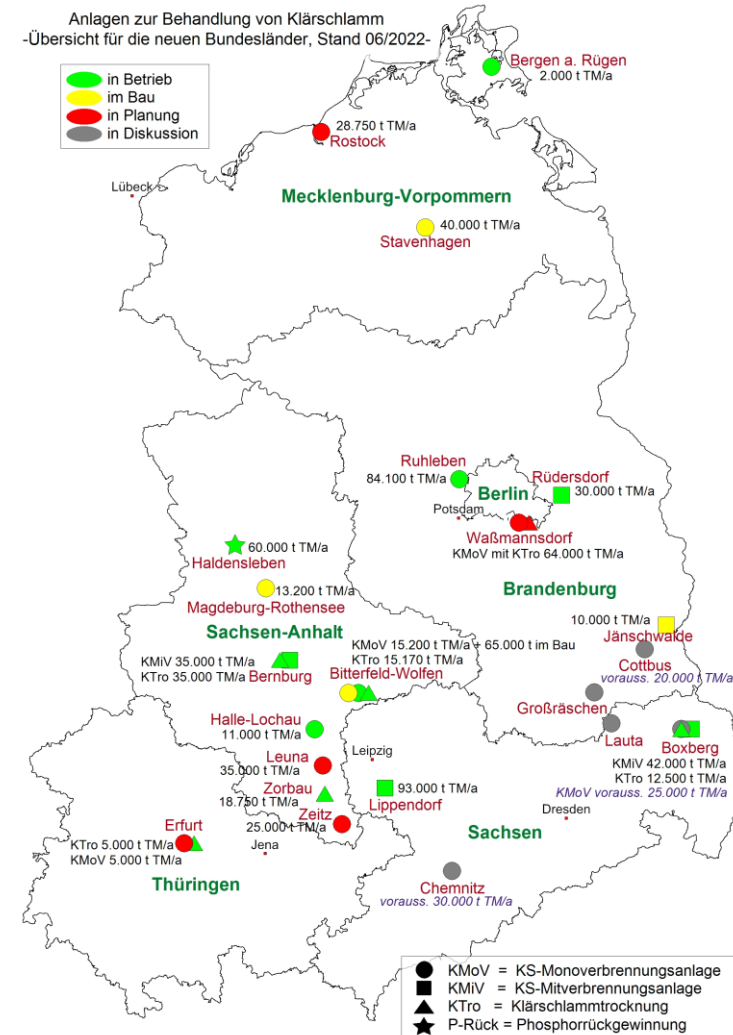 Anlagen zur Behandlung von Klärschlamm
-Übersicht für die neuen Bundesländer, Stand 06/2022-
in Betrieb
im Bau
in Planung
in Diskussion
Bergen a. Rügen
2.000 t TM/a
28.750 t TM/a
Rostock
Lübeck
Mecklenburg-Vorpommern
40.000 t TM/a
Stavenhagen
Ruhleben
84.100 t TM/a
Rüdersdorf
30.000 t TM/a
Berlin
Potsdam
Waßmannsdorf
KMoV mit KTro 64.000 t TM/a
60.000 t TM/a
Haldensleben
13.200 t TM/a
Magdeburg-Rothensee
Brandenburg
Sachsen-Anhalt
10.000 t TM/a
Jänschwalde
KMiV 35.000 t TM/a
KTro 35.000 t TM/a
Bernburg
KMoV 15.200 t TM/a + 65.000 t im Bau
KTro 15.170 t TM/a
Bitterfeld-Wolfen
Cottbus
vorauss. 20.000 t TM/a
Großräschen
Halle-Lochau
11.000 t TM/a
Lauta
Boxberg
KMiV 42.000 t TM/a
KTro 12.500 t TM/a
KMoV vorauss. 25.000 t TM/a
Leuna
35.000 t TM/a
Leipzig
Zorbau
18.750 t TM/a
93.000 t TM/a
Lippendorf
Zeitz
25.000 t TM/a
Dresden
Erfurt
KTro 5.000 t TM/a
KMoV 5.000 t TM/a
Jena
Sachsen
Thüringen
Chemnitz
vorauss. 30.000 t TM/a
KMoV = KS-Monoverbrennungsanlage
KMiV = KS-Mitverbrennungsanlage
KTro = Klärschlammtrocknung
P-Rück = Phosphorrückgewinnung